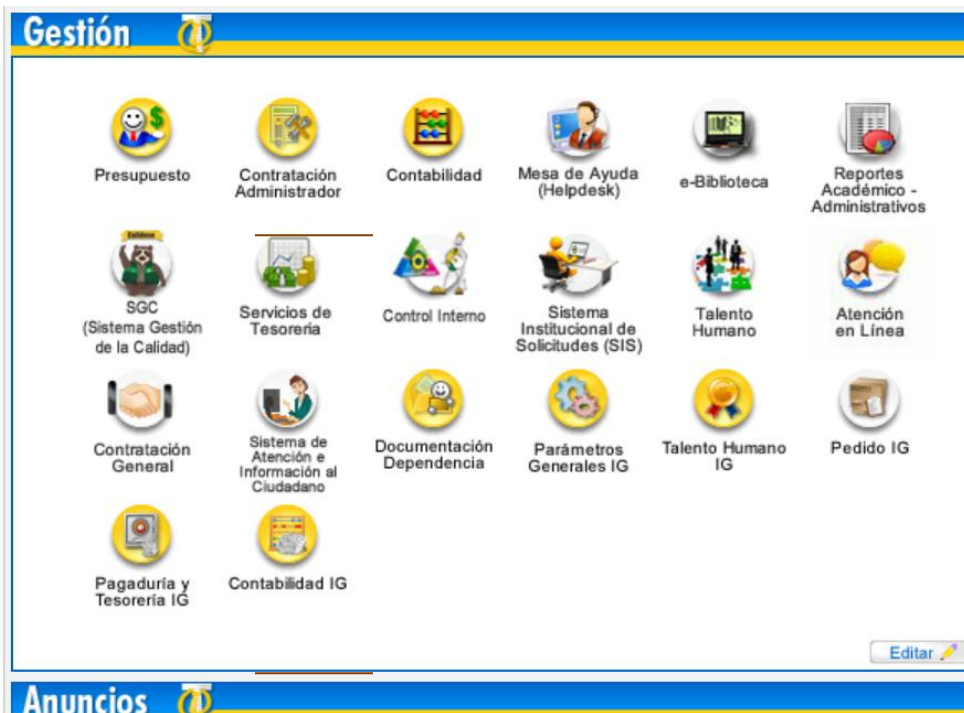 Gestión
Presupuesto
Contratación
Administrador
Contabilidad
Mesa de Ayuda
(Helpdesk)
e-Biblioteca
Reportes
Académico -
Administrativos
SGC
(Sistema Gestión
de la Calidad)
Servicios de
Tesorería
Control Interno
Sistema
Institucional de
Solicitudes (SIS)
Talento
Humano
Atención
en Línea
Contratación
General
Sistema de
Atención e
Información al
Ciudadano
Documentación
Dependencia
Parámetros
Generales IG
Talento Humano
IG
Pedido IG
Pagaduría y
Tesorería IG
Contabilidad IG
Editar
Anuncios